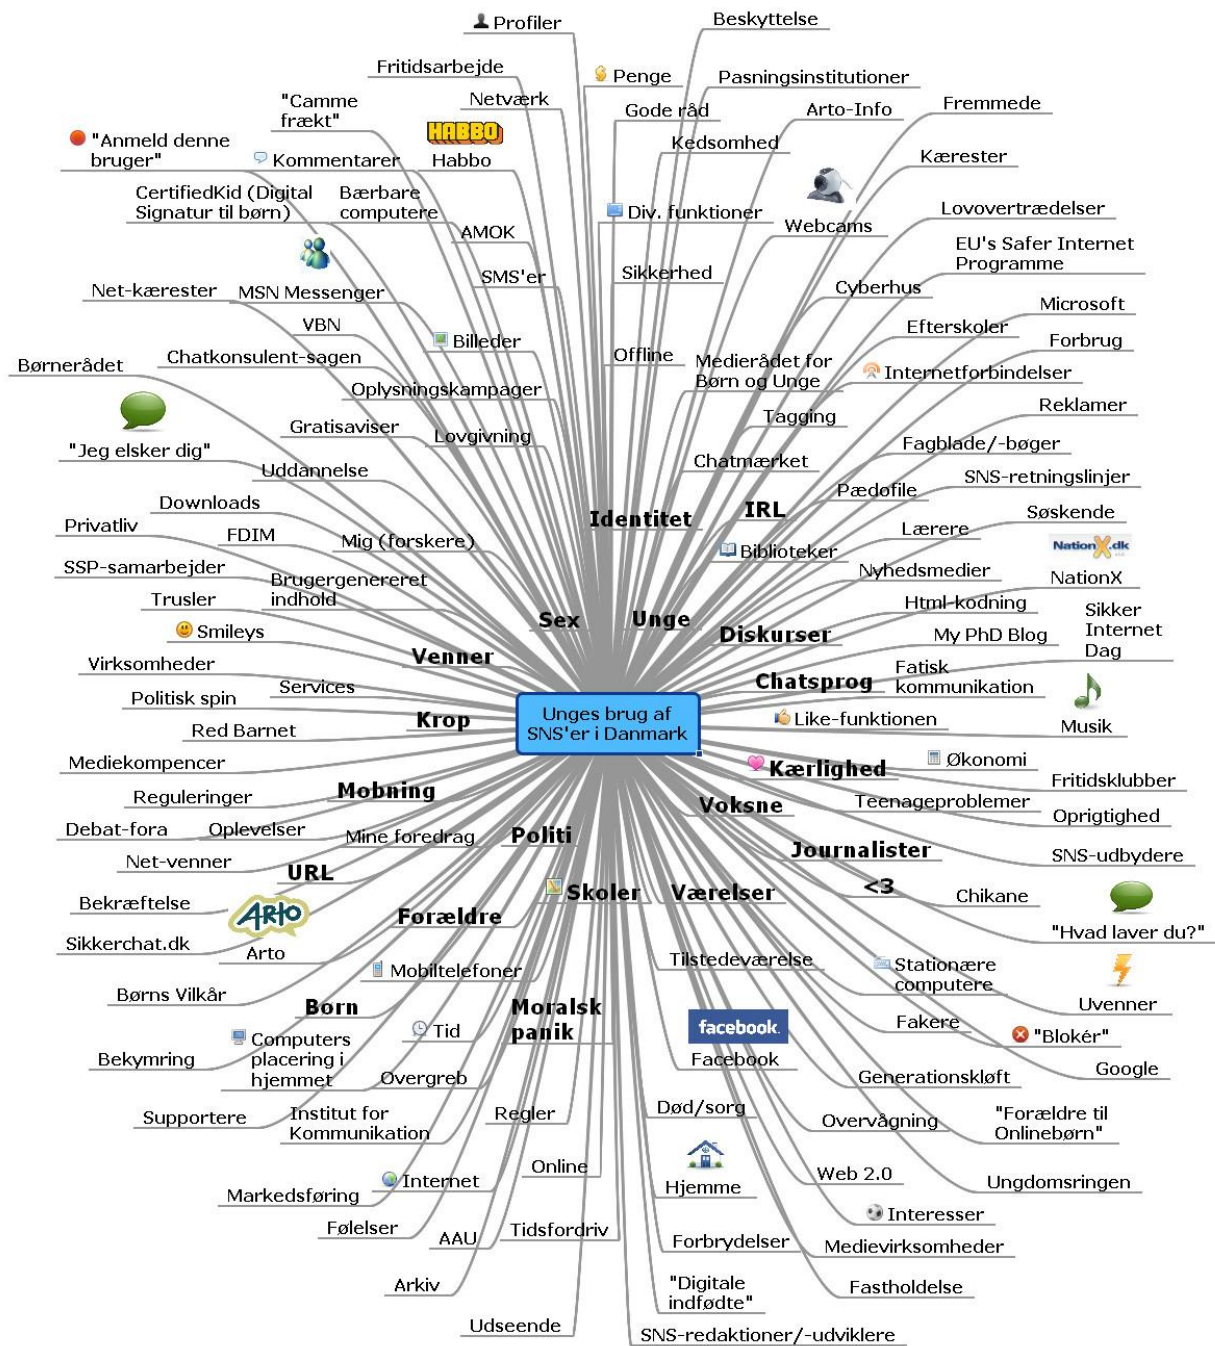 Profiler
Beskyttelse
Fritidsarbejde
Penge
Pasningsinstitutioner
"Camme
frækt"
Netværk
Gode råd
Arto-Info
Fremmede
"Anmeld denne
bruger"
Kommentarer
HABBO
Habbo
Kedsomhed
Kærester
CertifiedKid (Digital
Signatur til børn)
Bærbare
computere
AMOK
Div. funktioner
Webcams
Lovovertrædelser
EU's Safer Internet
Programme
Net-kærester
MSN Messenger
SMS'er
Sikkerhed
Cyberhus
Microsoft
VBN
Billeder
Efterskoler
Forbrug
Børnerådet
Chatkonsulent-sagen
Offline
Medierådet for
Børn og Unge
Internetforbindelser
Oplysningskampager
Reklamer
"Jeg elsker dig"
Gratisaviser
Lovgivning
Tagging
Fagblade/-bøger
Uddannelse
Chatmærket
SNS-retningslinjer
Downloads
Pædofile
Privatliv
FDIM
Mig (forskere)
Identitet
IRL
Lærere
Søskende
Biblioteker
NationX.dk
NationX
SSP-samarbejder
Brugergenereret
indhold
Nyhedsmedier
Trusler
Html-kodning
Sikker
Internet
Dag
Smileys
Sex
Unge
Diskurser
My PhD Blog
Virksomheder
Venner
Politisk spin
Services
Chatsprog
Fatisk
kommunikation
Red Barnet
Krop
Unges brug af
SNS'er i Danmark
Like-funktionen
Musik
Mediekompencer
Kærlighed
Økonomi
Fritidsklubber
Reguleringer
Mobning
Voksne
Teenageproblemer
Oprigtighed
Debat-fora
Oplevelser
Mine foredrag
Politi
Journalister
SNS-udbydere
Net-venner
URL
Skoler
Værelser
<3
Chikane
Bekræftelse
ARTO
Arto
Forældre
"Hvad laver du?"
Sikkerchat.dk
Mobiltelefoner
Tilstedeværelse
Stationære
computere
Børns Vilkår
Børn
Moralsk
panik
Uvenner
Tid
facebook
Facebook
Fakere
"Blokér"
Bekymring
Computers
placering i
hjemmet
Overgreb
Generationskløft
Google
Supportere
Institut for
Kommunikation
Regler
Død/sorg
Overvågning
"Forældre til
Onlinebørn"
Online
Hjemme
Web 2.0
Ungdomsringen
Markedsføring
Internet
Interesser
Følelser
AAU
Tidsfordriv
Forbrydelser
Medievirksomheder
Arkiv
"Digitale
indfødte"
Fastholdelse
Udseende
SNS-redaktioner/-udviklere